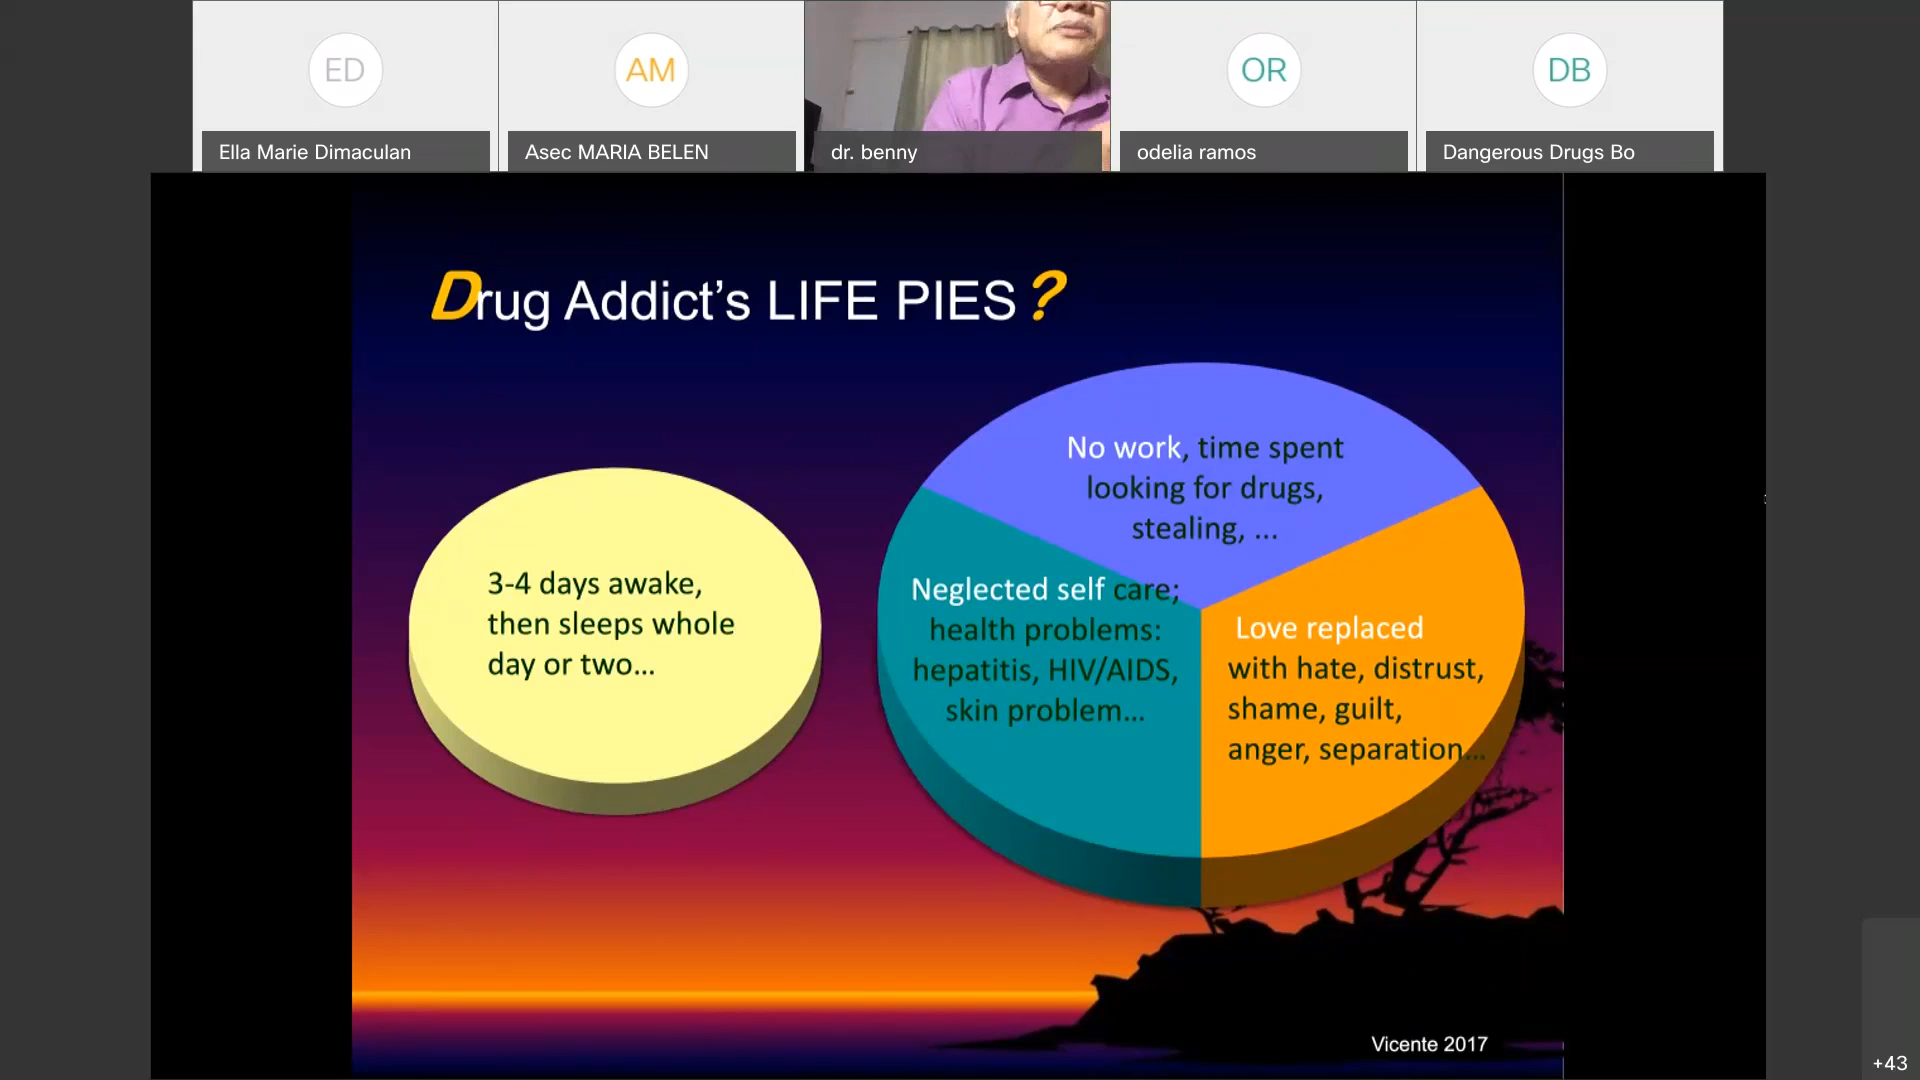 ED
AM
OR
DB
Ella Marie Dimaculan
Asec MARIA BELEN
dr. benny
odelia ramos
Dangerous Drugs Bo
Drug Addict's LIFE PIES ?
3-4 days awake,
then sleeps whole
day or two...
No work, time spent
looking for drugs,
stealing, ...
Neglected self care;
health problems:
hepatitis, HIV/AIDS,
skin problem...
Love replaced
with hate, distrust,
shame, guilt,
anger, separation...
Vicente 2017
+43